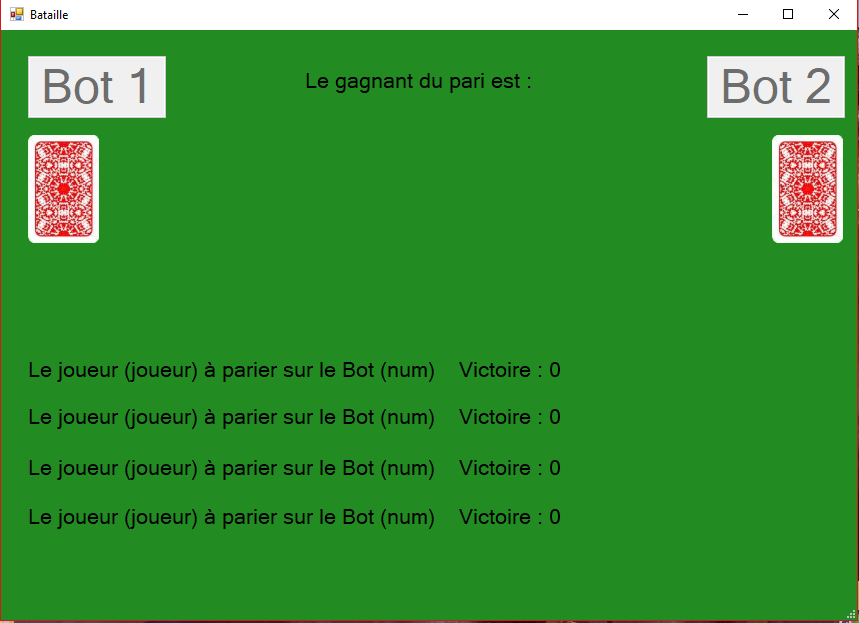 Bataille
Bot 1
Le gagnant du pari est :
Bot 2
Le joueur (joueur) à parier sur le Bot (num) Victoire : 0
Le joueur (joueur) à parier sur le Bot (num) Victoire : 0
Le joueur (joueur) à parier sur le Bot (num) Victoire : 0
Le joueur (joueur) à parier sur le Bot (num) Victoire : 0